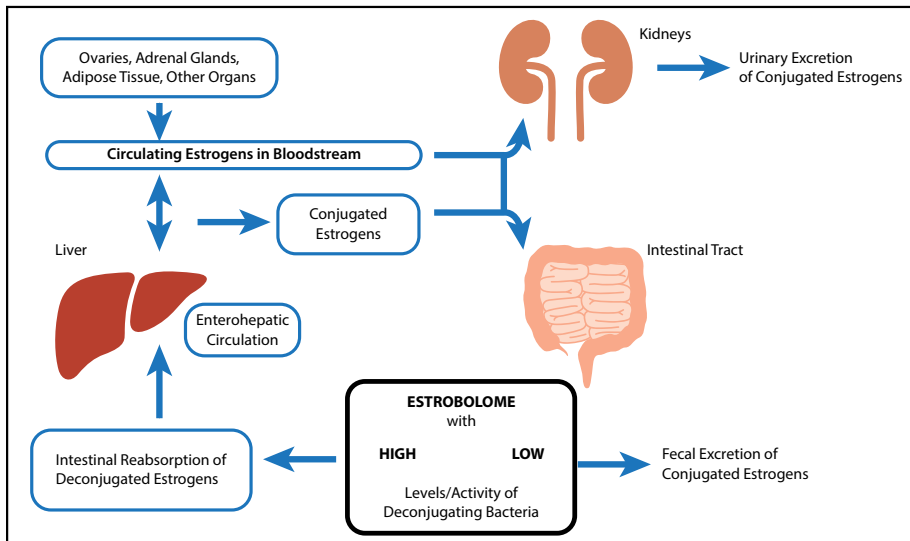 Ovaries, Adrenal Glands,
Adipose Tissue, Other Organs
Kidneys
Urinary Excretion
of Conjugated Estrogens
Circulating Estrogens in Bloodstream
Conjugated
Estrogens
Liver
Intestinal Tract
Enterohepatic
Circulation
ESTROBOLOME
with
HIGH LOW
Levels/Activity of
Deconjugating Bacteria
Intestinal Reabsorption of
Deconjugated Estrogens
Fecal Excretion of
Conjugated Estrogens